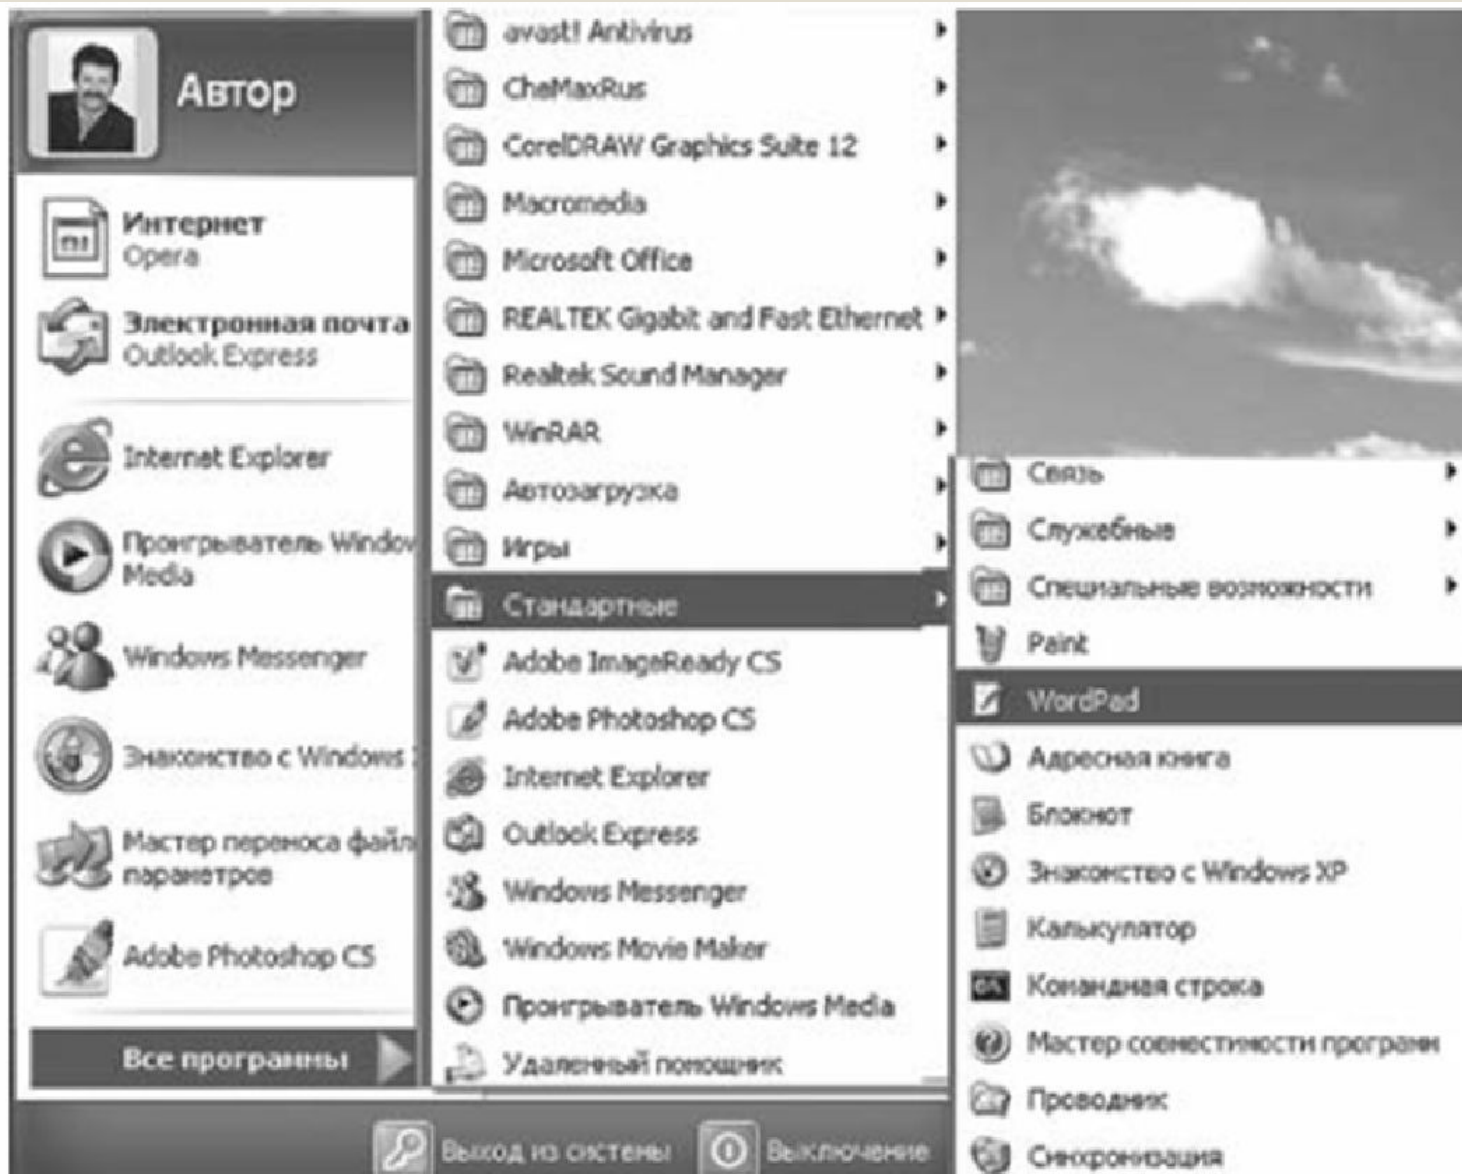 Автор
Интернет
Opera
Электронная почта
Outlook Express
Internet Explorer
Проигрыватель Window
Media
Windows Messenger
Знакомство с Windows
Мастер переноса файл
параметров
Adobe Photoshop CS
Все программы
avast! Antivirus
CheMaxRus
CorelDRAW Graphics Suite 12
Macromedia
Microsoft Office
REALTEK Gigabit and Fast Ethernet
Realtek Sound Manager
WinRAR
Автозагрузка
Игры
Стандартные
Adobe ImageReady CS
Adobe Photoshop CS
Internet Explorer
Outlook Express
Windows Messenger
Windows Movie Maker
Проигрыватель Windows Media
Удаленный помощник
Связь
Служебные
Специальные возможности
Paint
WordPad
Адресная книга
Блокнот
Знакомство с Windows XP
Калькулятор
Командная строка
Мастер совместимости программ
Проводник
Синхронизация
Выход из системы
Выключение